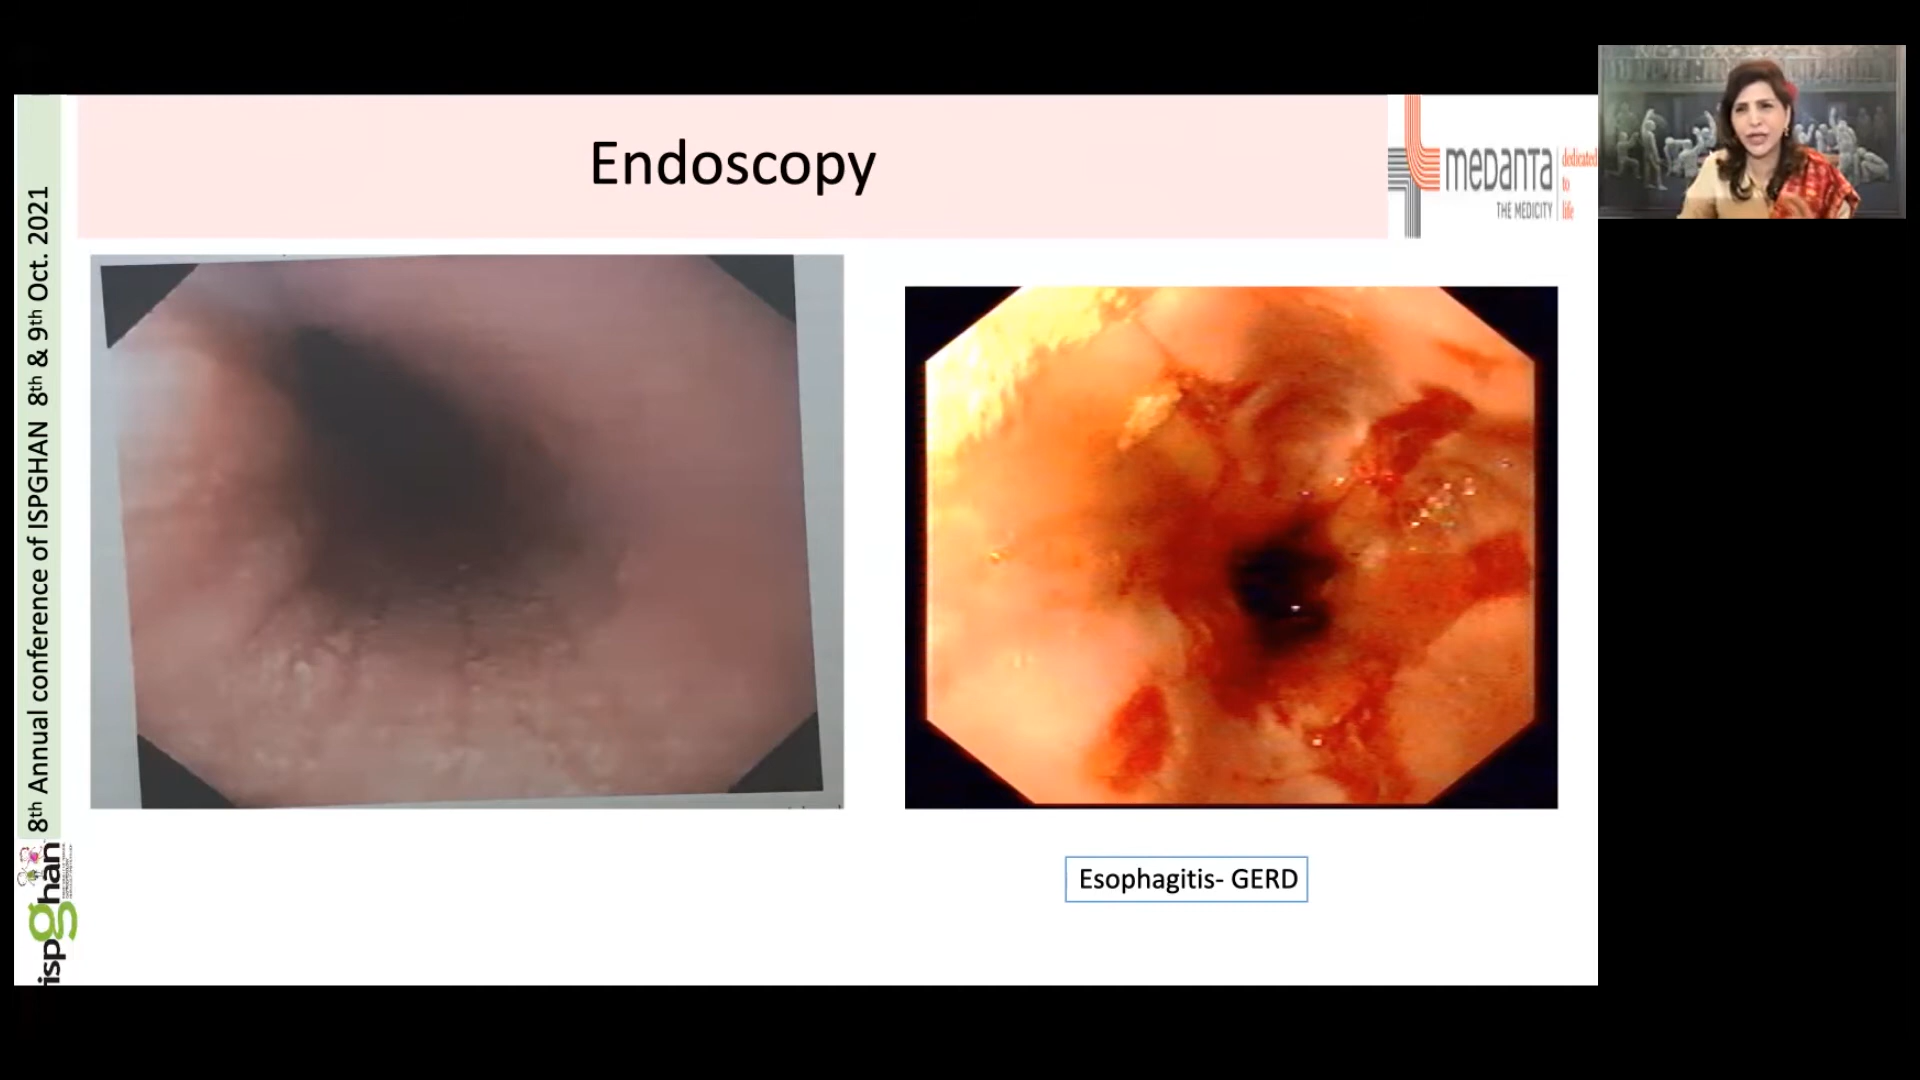 Endoscopy
meDanTa
THE MEDICITY
dedicated
to
life
8th Annual conference of ISPGHAN 8th & 9th Oct. 2021
ispghan
Esophagitis- GERD